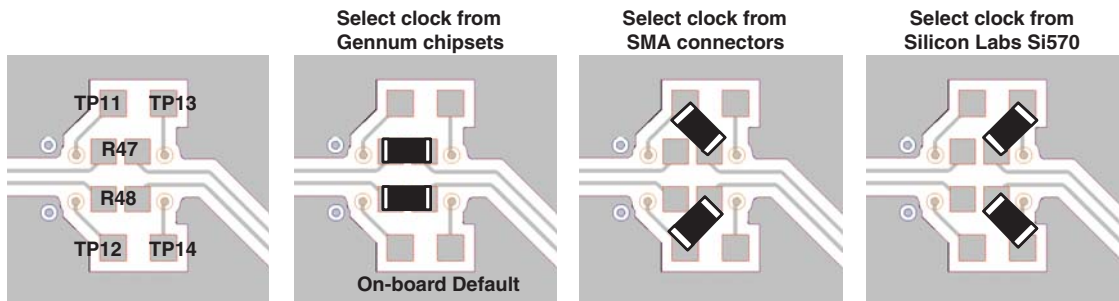 Select clock from
Gennum chipsets
Select clock from
SMA connectors
Select clock from
Silicon Labs Si570
TP11 TP13
R47
R48
TP12 TP14
On-board Default